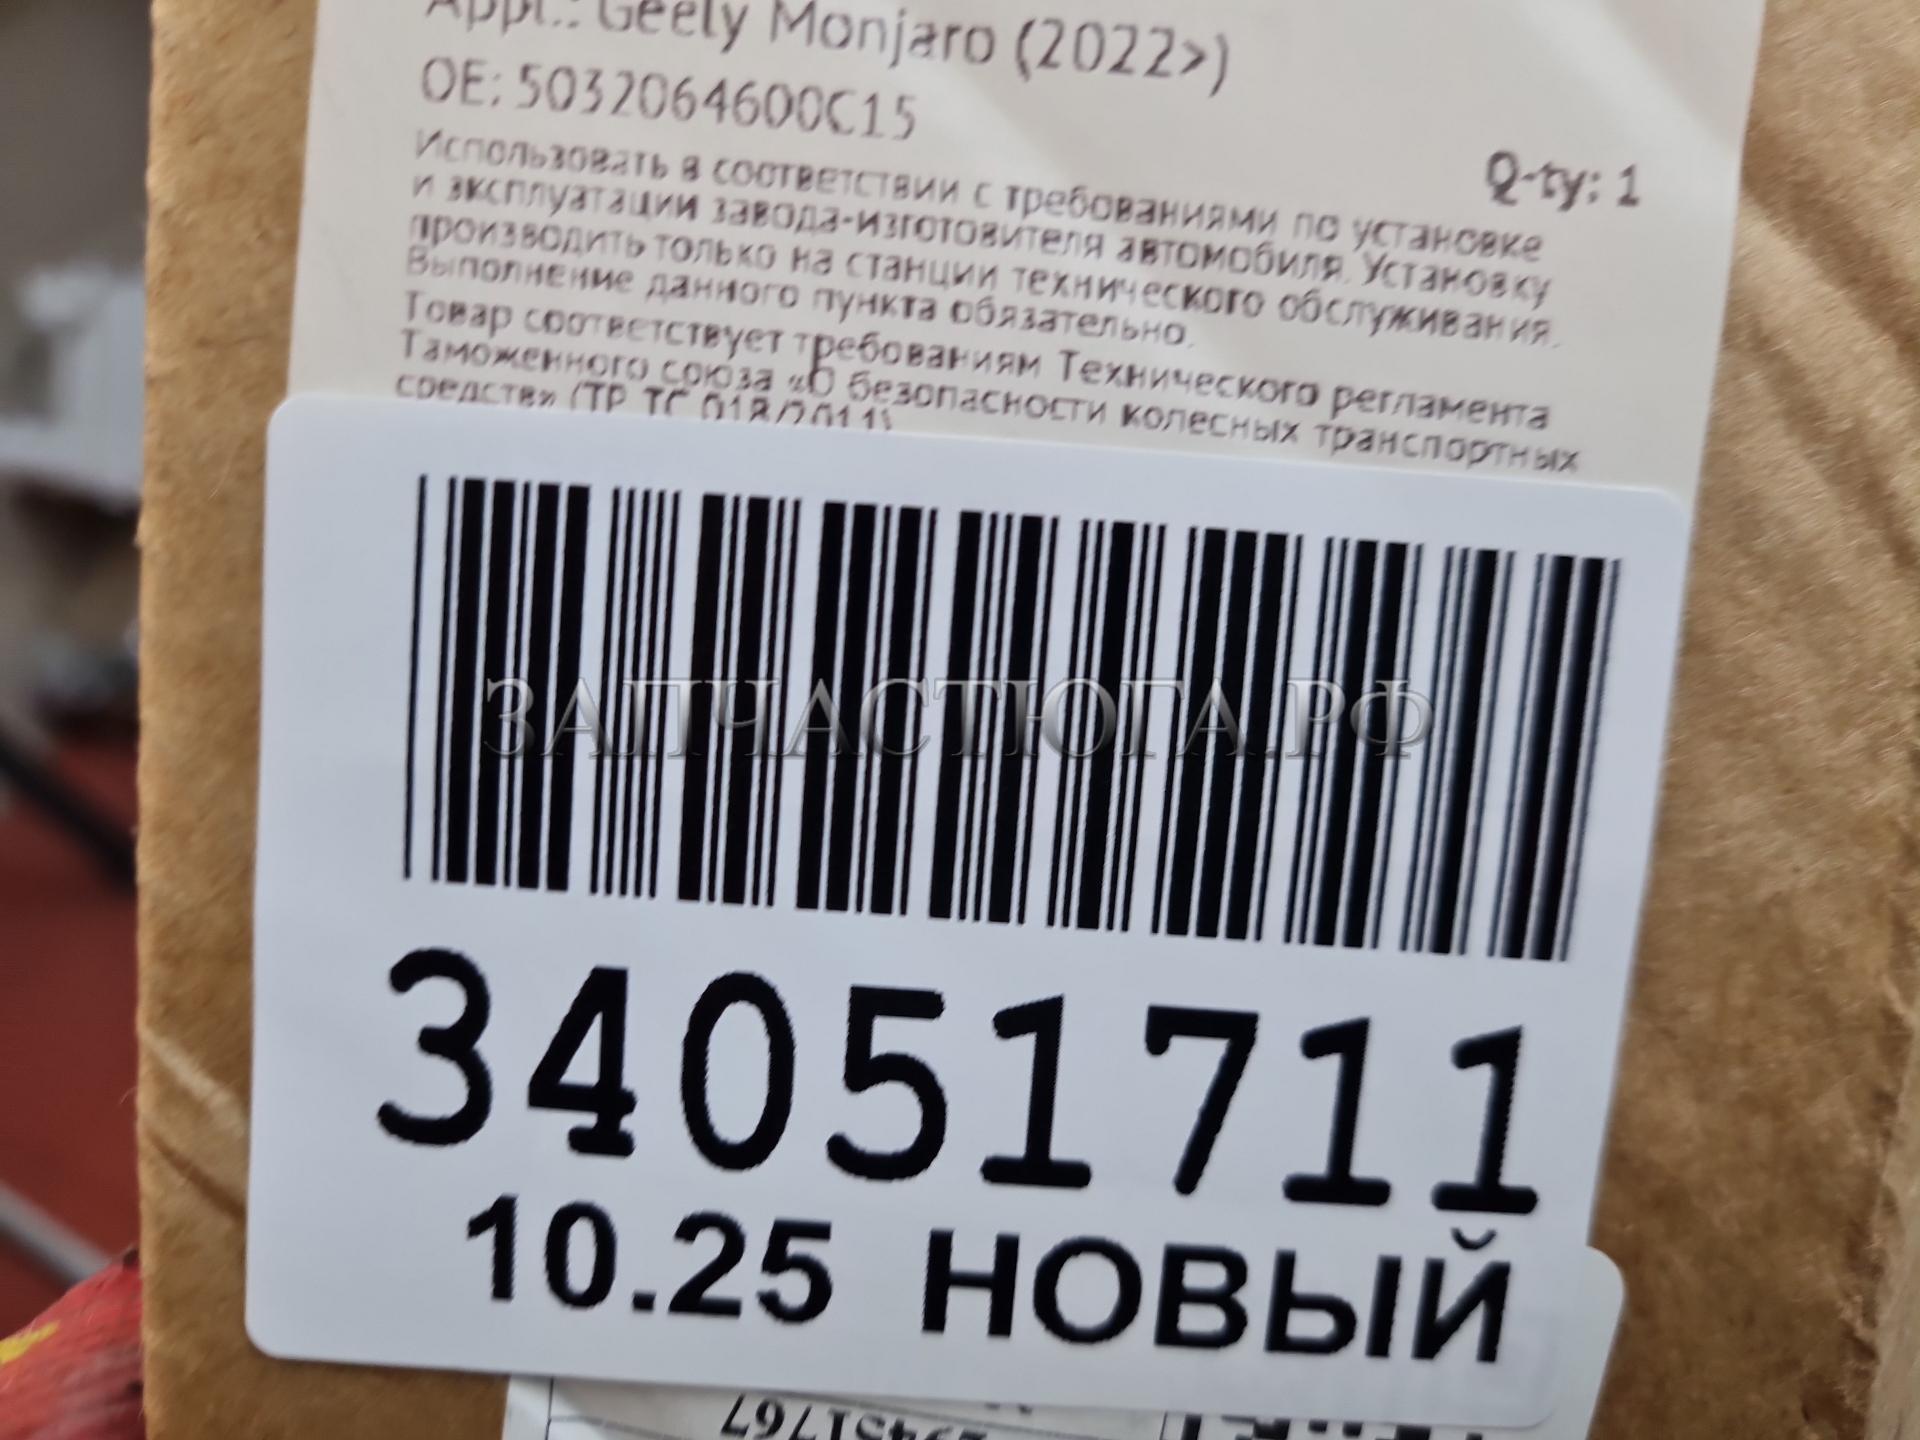 Appl.: Geely Monjaro (2022>)
OE: 5032064600C15
Q-ty: 1
Использовать в соответствии с требованиями по установке
и эксплуатации завода-изготовителя автомобиля. Установку
производить только на станции технического обслуживания.
Выполнение данного пункта обязательно.
Товар соответствует требованиям Технического регламента
Таможенного союза «О безопасности колесных транспортных
средств» (ТР ТС 018/2011)
ЗАПЧАСТЮГА.РФ
34051711
10.25 НОВЫЙ